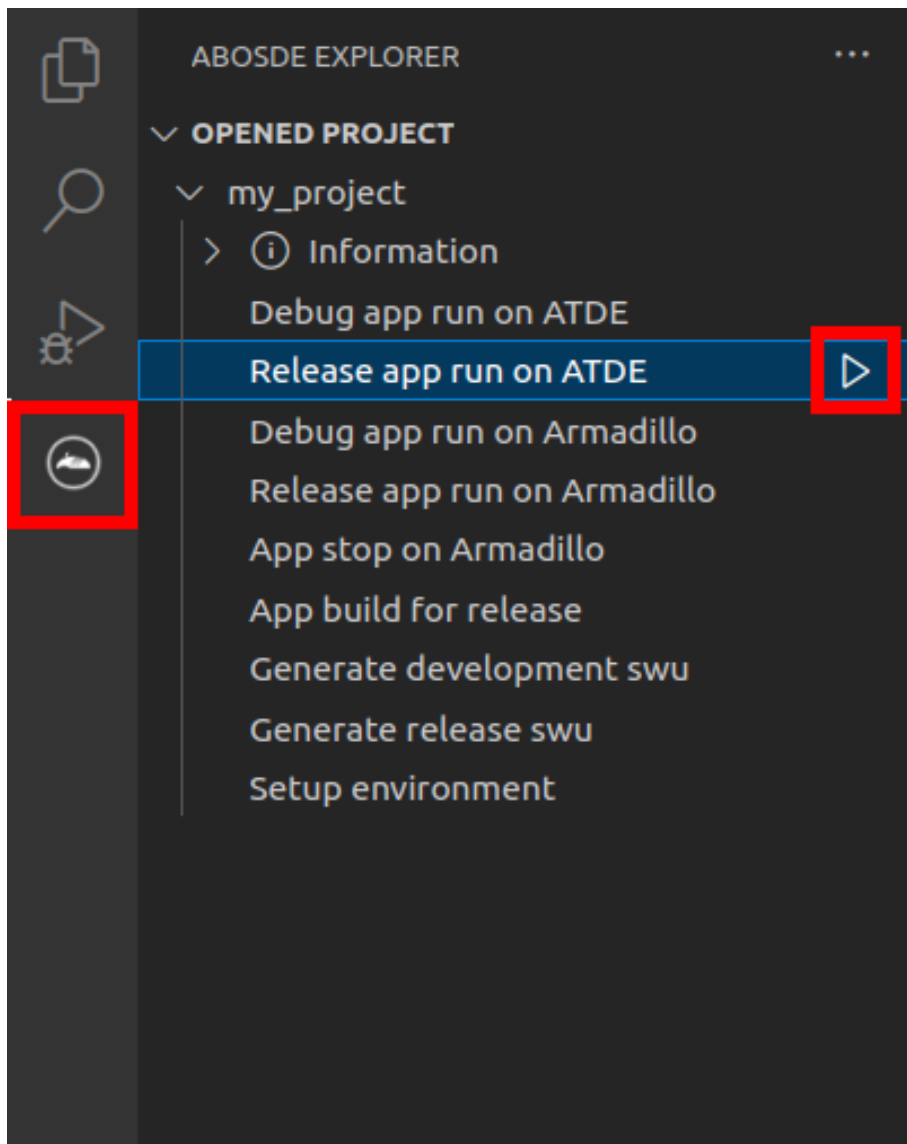 ABOSDE EXPLORER
OPENED PROJECT
my_project
Information
Debug app run on ATDE
Release app run on ATDE
Debug app run on Armadillo
Release app run on Armadillo
App stop on Armadillo
App build for release
Generate development swu
Generate release swu
Setup environment